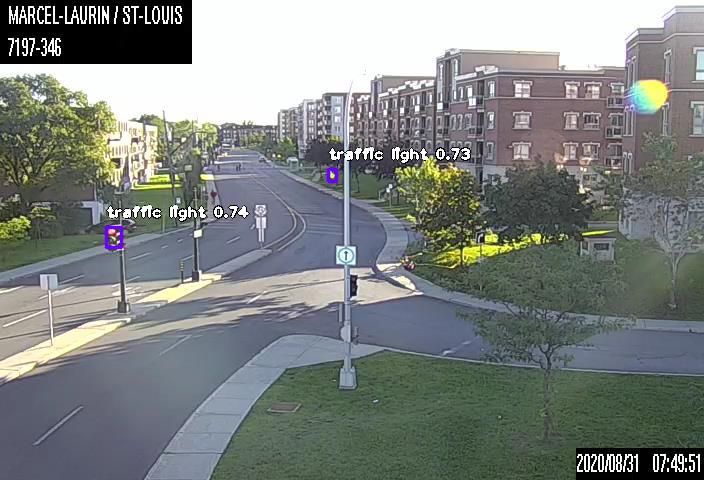 MARCEL-LAURIN / ST-LOUIS
7197-346
traffic light 0.73
traffic light 0.74
2020/08/31 07:49:51